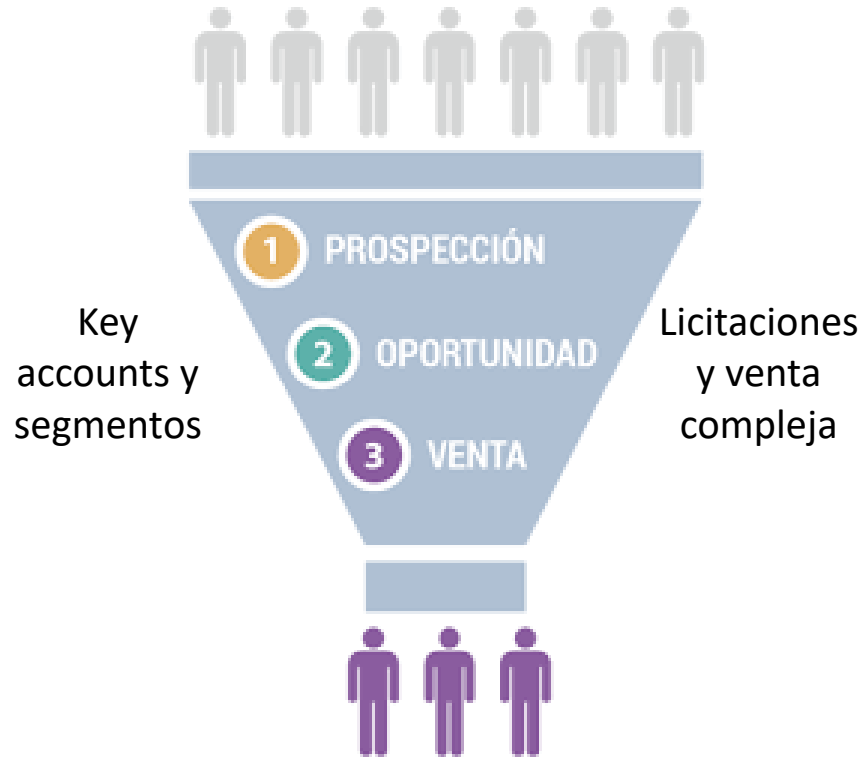 1 PROSPECCIÓN
2 OPORTUNIDAD
3 VENTA
Key
accounts y
segmentos
Licitaciones
y venta
compleja